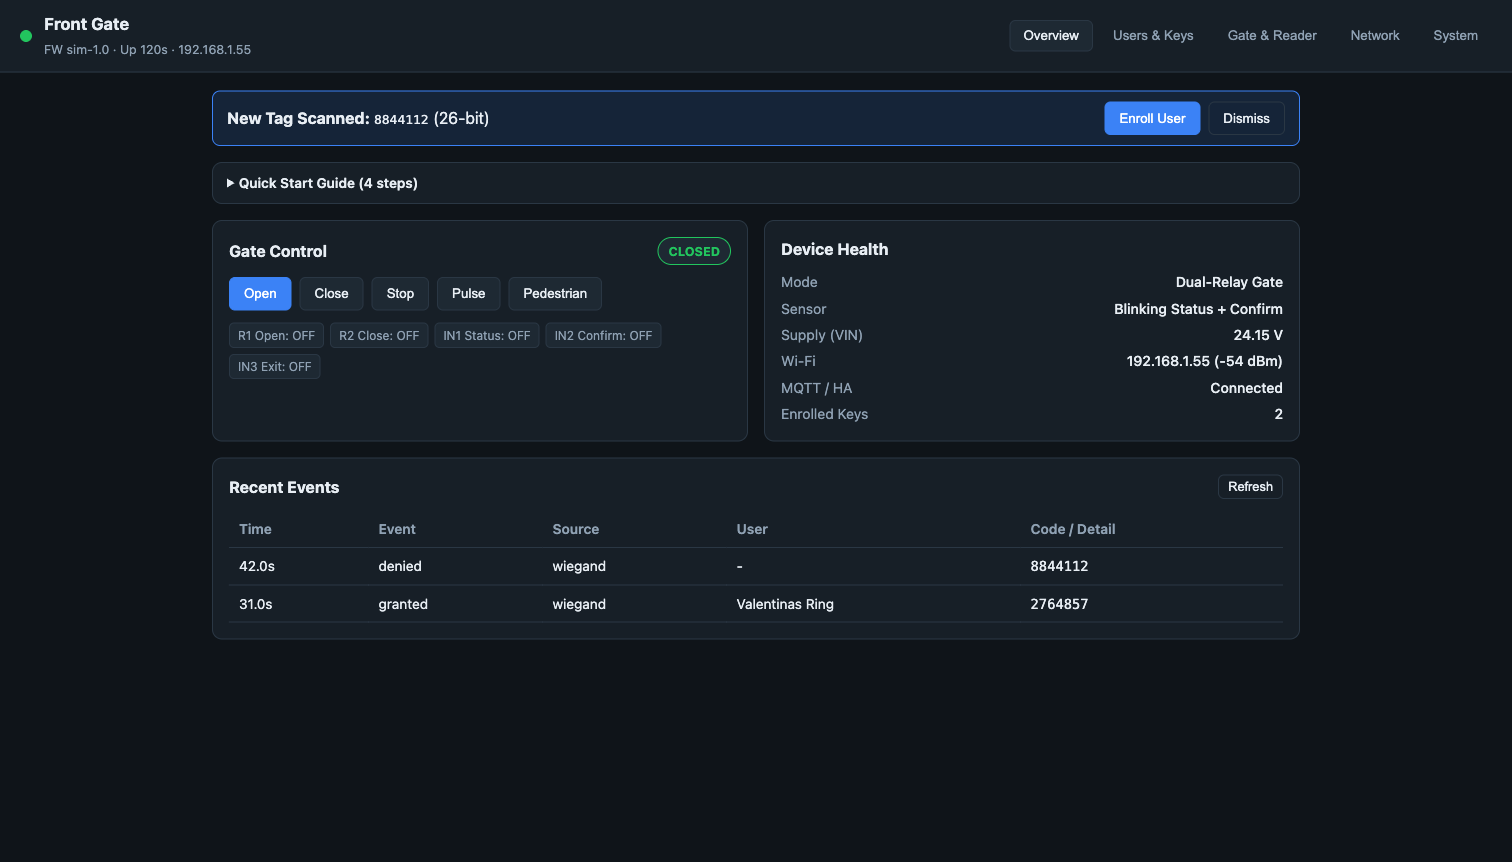 Front Gate
FW sim-1.0 · Up 120s · 192.168.1.55
Overview
Users & Keys
Gate & Reader
Network
System
New Tag Scanned: 8844112 (26-bit)
Enroll User
Dismiss
Quick Start Guide (4 steps)
Gate Control
CLOSED
Open
Close
Stop
Pulse
Pedestrian
R1 Open: OFF
R2 Close: OFF
IN1 Status: OFF
IN2 Confirm: OFF
IN3 Exit: OFF
Device Health
Mode Dual-Relay Gate
Sensor Blinking Status + Confirm
Supply (VIN) 24.15 V
Wi-Fi 192.168.1.55 (-54 dBm)
MQTT / HA Connected
Enrolled Keys 2
Recent Events
Refresh
Time Event Source User Code / Detail
42.0s denied wiegand - 8844112
31.0s granted wiegand Valentinas Ring 2764857